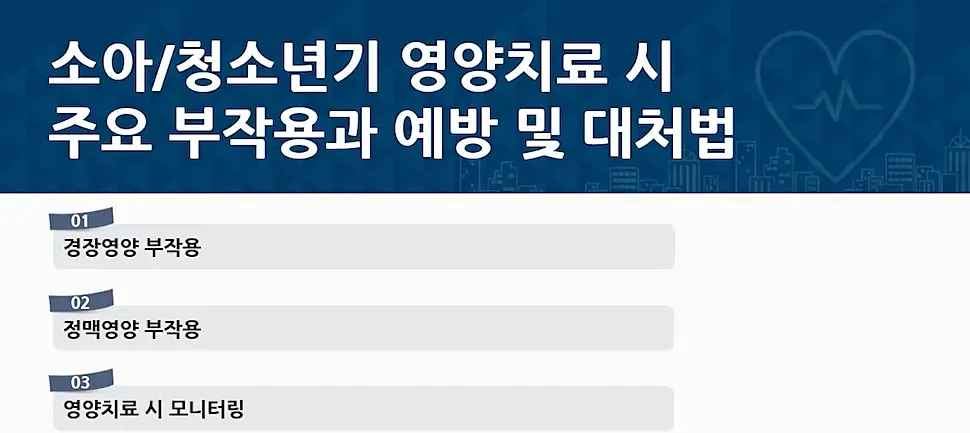 소아/청소년기 영양치료 시
주요 부작용과 예방 및 대처법
01
경장영양 부작용
02
정맥영양 부작용
03
영양치료 시 모니터링